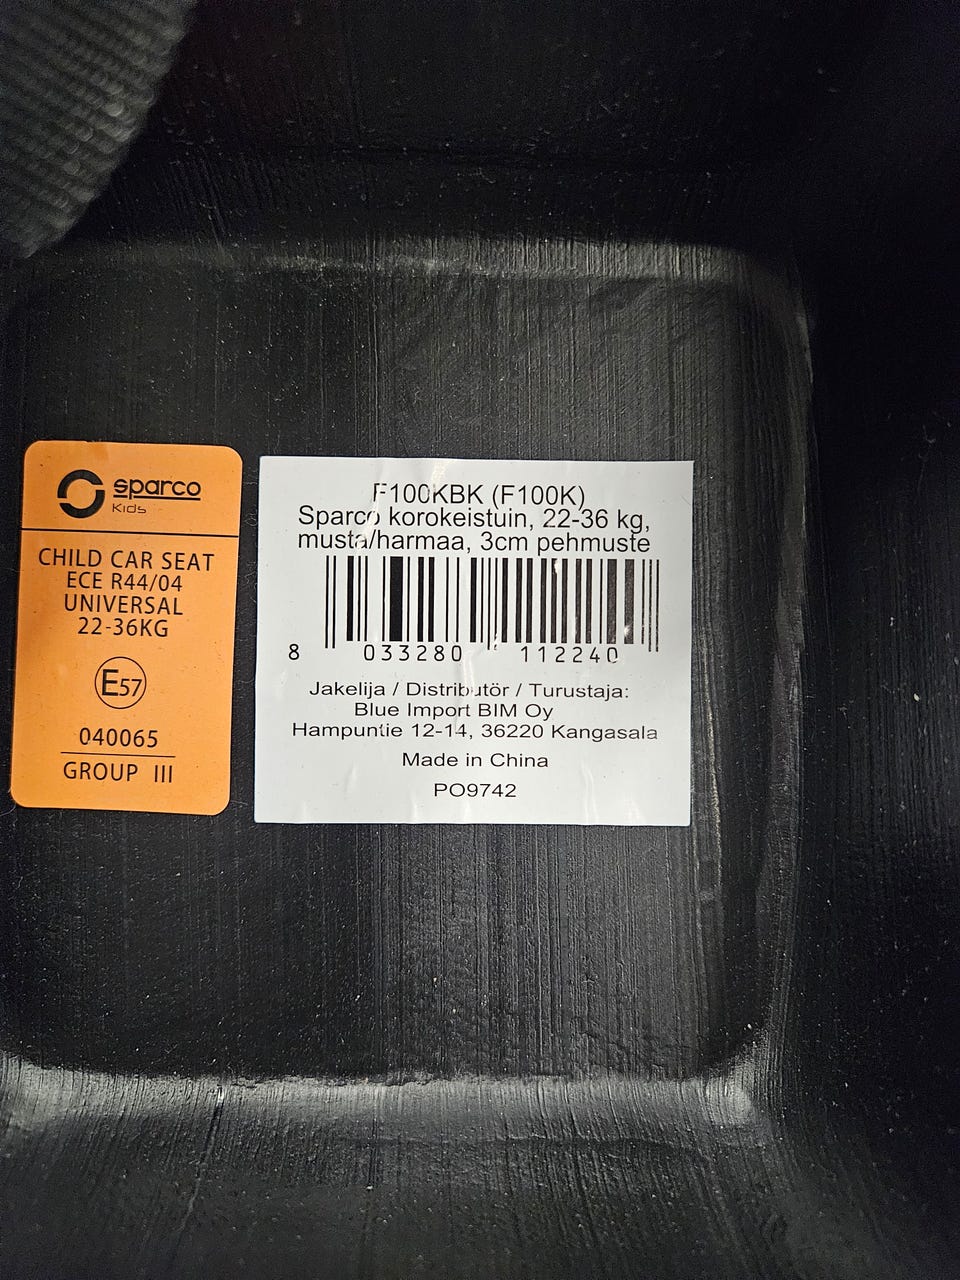 sparco
Kids
CHILD CAR SEAT
ECE R44/04
UNIVERSAL
22-36KG
E57
040065
GROUP III
F100KBK (F100K)
Sparco korokeistuin, 22-36 kg,
musta/harmaa, 3cm pehmuste
8 033280 112240
Jakelija / Distributör / Turustaja:
Blue Import BIM Oy
Hampuntie 12-14, 36220 Kangasala
Made in China
PO9742